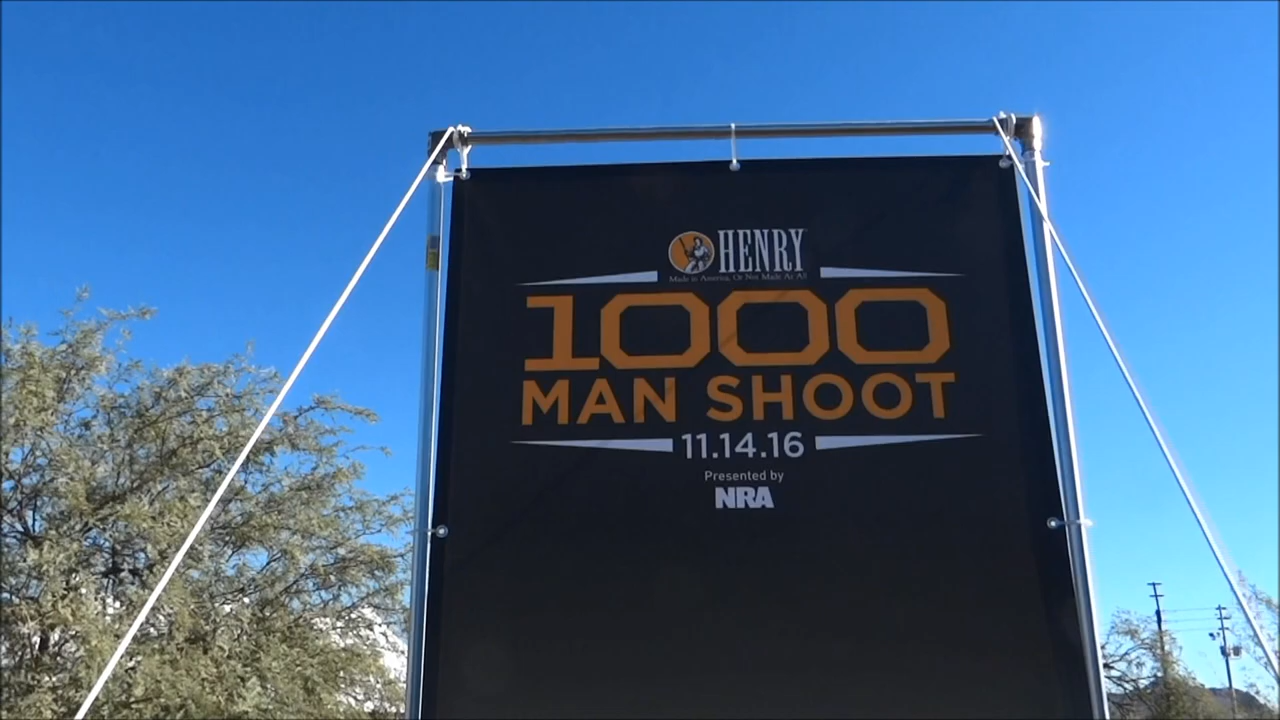 HENRY
Made in America, Or Not Made At All
1000
MAN SHOOT
11.14.16
Presented by
NRA